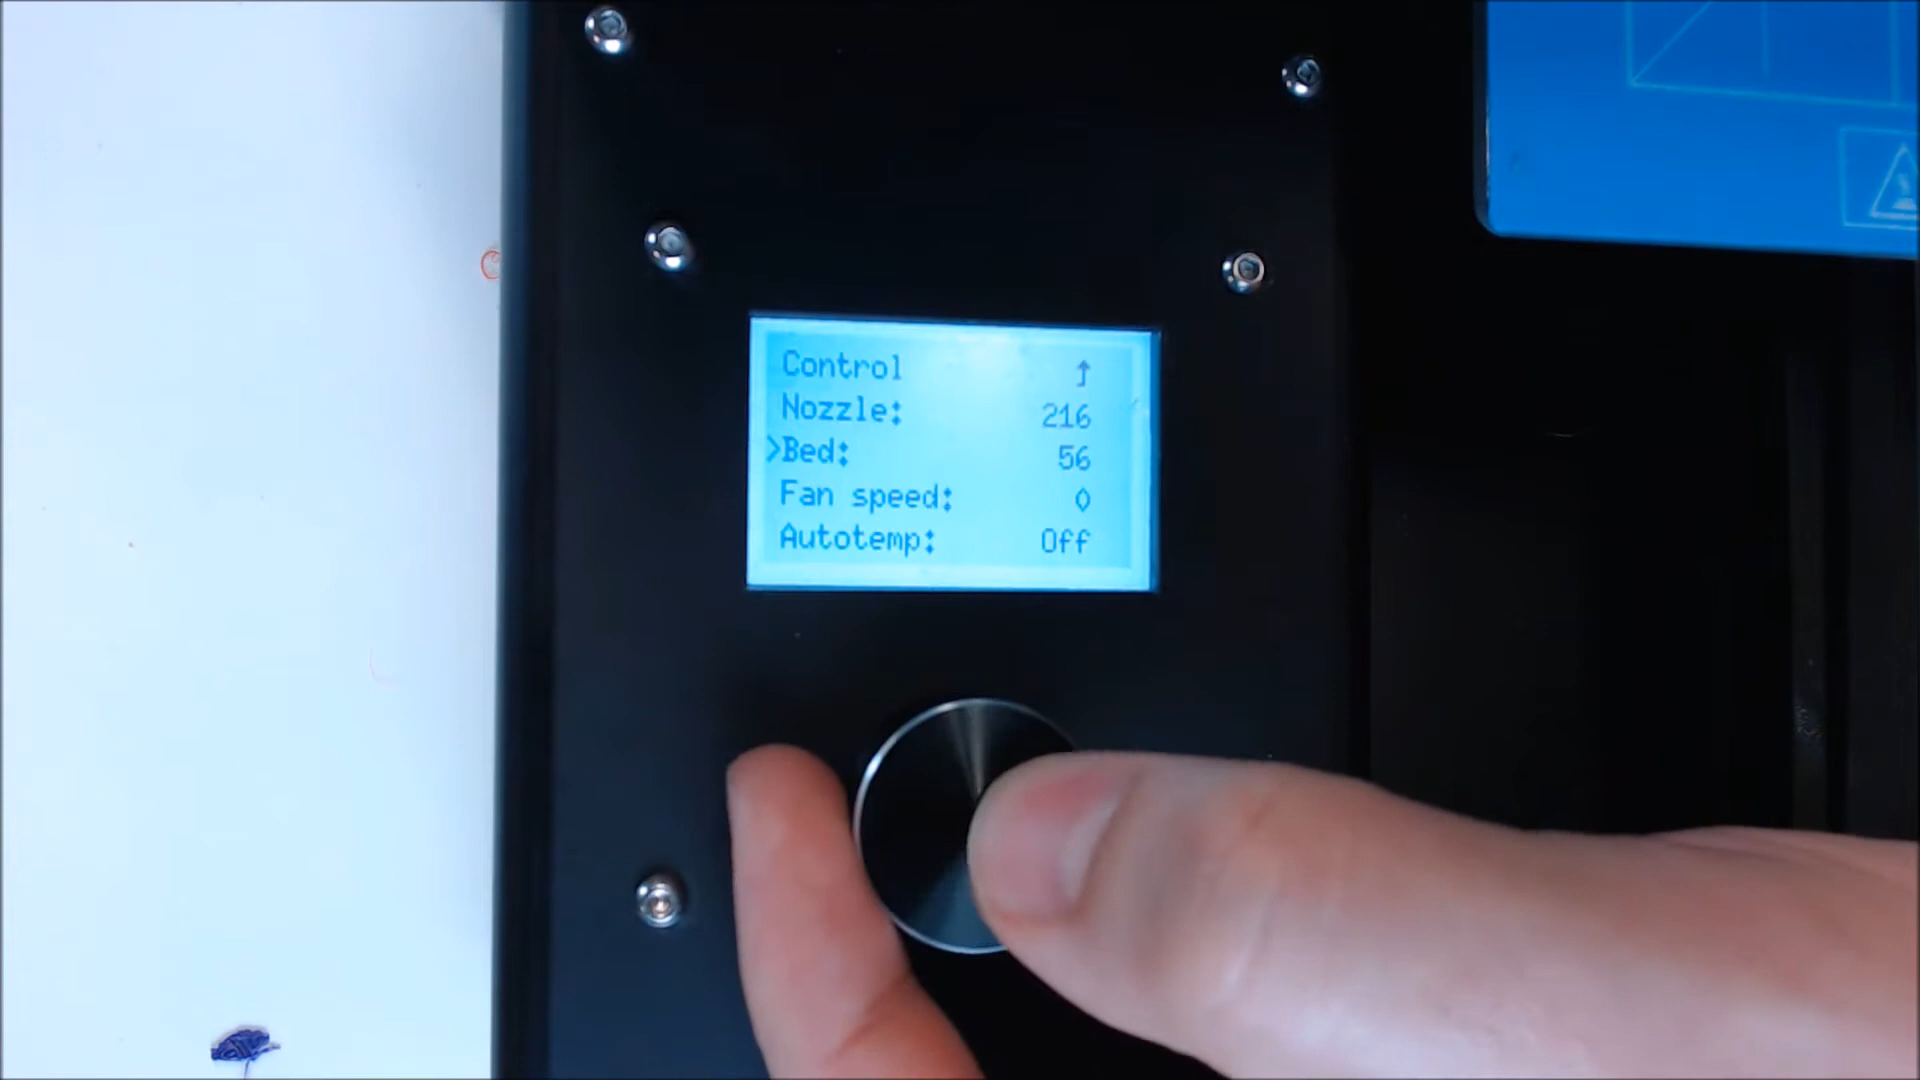 Control
Nozzle: 216
>Bed: 56
Fan speed: 0
Autotemp: Off